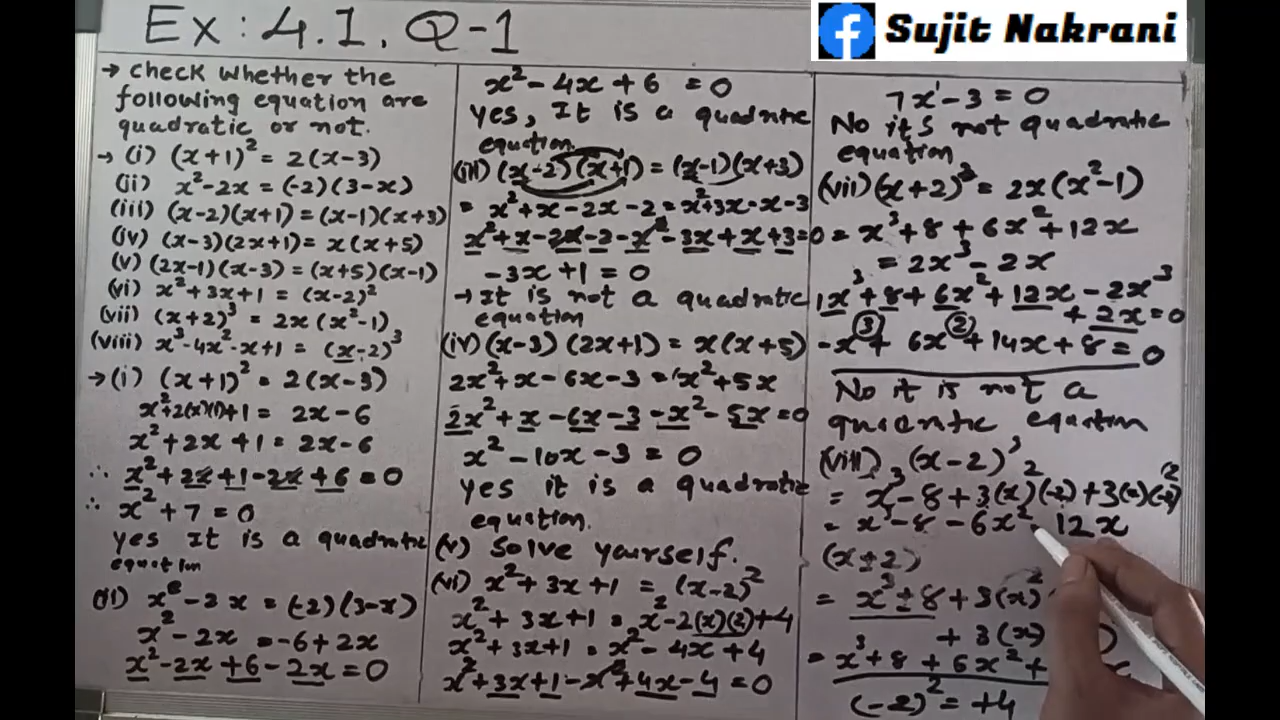 Ex: 4.1, Q-1
Sujit Nakrani
→ Check whether the
following equation are
quadratic or not.
→ (i) (x+1)² = 2(x-3)
(ii) x²-2x = (-2)(3-x)
(iii) (x-2)(x+1) = (x-1)(x+3)
(iv) (x-3)(2x+1) = x(x+5)
(v) (2x-1)(x-3) = (x+5)(x-1)
(vi) x²+3x+1 = (x-2)²
(vii) (x+2)³ = 2x(x²-1)
(viii) x³-4x²-x+1 = (x-2)³
→ (i) (x+1)² = 2(x-3)
x²+2(x)(1)+1 = 2x-6
x²+2x+1 = 2x-6
∴ x²+2x+1-2x+6=0
∴ x²+7=0
yes It is a quadratic
equation
(ii) x²-2x = (-2)(3-x)
x²-2x = -6+2x
x²-2x+6-2x=0
x²-4x+6 =0
yes, It is a quadratic
equation.
(iii) (x-2)(x+1) = (x-1)(x+3)
= x²+x-2x-2 = x²+3x-x-3
x²+x-2x-2-x²-3x+x+3=0
-3x+1=0
→ It is not a quadratic
equation
(iv) (x-3) (2x+1) = x(x+5)
2x²+x-6x-3 = x²+5x
2x²+x-6x-3-x²-5x=0
x²-10x-3=0
yes it is a quadratic
equation.
(v) Solve yourself.
(vi) x²+3x+1 = (x-2)²
x²+3x+1 = x²-2(x)(2)+4
x²+3x+1 = x²-4x+4
x²+3x+1-x²+4x-4=0
7x¹-3=0
No it's not quadratic
equation
(vii) (x+2)³ = 2x(x²-1)
= x³+8+6x²+12x
= 2x³-2x
1x³+8+6x²+12x-2x³
+2x=0
-x³+6x²+14x+8=0
No it is not a
quadratic equation
(viii) (x-2)³
= x³-8+3(x)²(-2)+3(x)(-2)²
= x³-8-6x² 12x
(x±2)
= x³±8+3(x)²
+3(x)
= x³+8+6x²+ x
(-2)²=+4